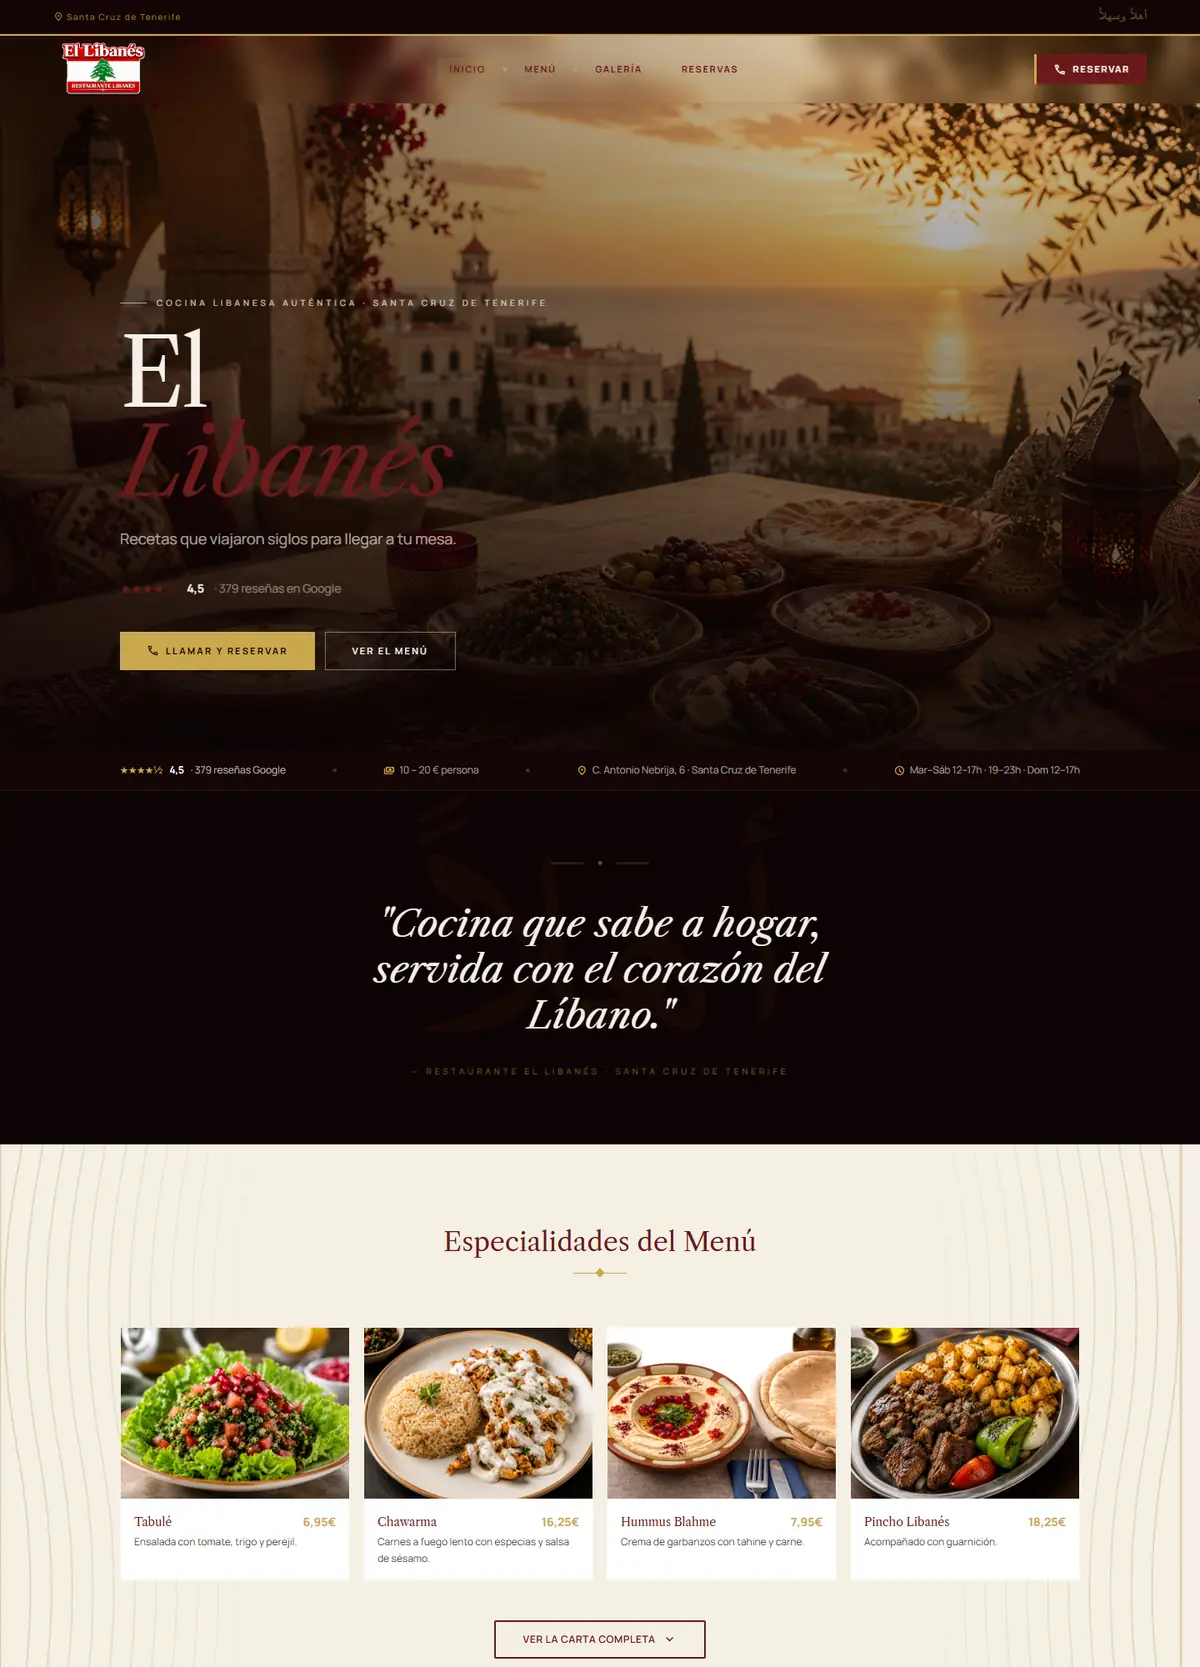 Santa Cruz de Tenerife
أهلاً وسهلاً
El Libanés
RESTAURANTE LIBANÉS
INICIO
MENÚ
GALERÍA
RESERVAS
RESERVAR
COCINA LIBANESA AUTÉNTICA · SANTA CRUZ DE TENERIFE
El
Libanés
Recetas que viajaron siglos para llegar a tu mesa.
4,5 · 379 reseñas en Google
LLAMAR Y RESERVAR
VER EL MENÚ
★★★★½ 4,5 · 379 reseñas Google
10 – 20 € persona
C. Antonio Nebrija, 6 · Santa Cruz de Tenerife
Mar–Sáb 12–17h · 19–23h · Dom 12–17h
"Cocina que sabe a hogar,
servida con el corazón del
Líbano."
— RESTAURANTE EL LIBANÉS · SANTA CRUZ DE TENERIFE
Especialidades del Menú
Tabulé 6,95€
Ensalada con tomate, trigo y perejil.
Chawarma 16,25€
Carnes a fuego lento con especias y salsa
de sésamo.
Hummus Blahme 7,95€
Crema de garbanzos con tahine y carne.
Pincho Libanés 18,25€
Acompañado con guarnición.
VER LA CARTA COMPLETA